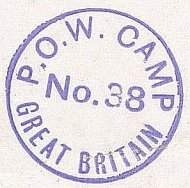 P.O.W. CAMP
No. 38
GREAT BRITAIN